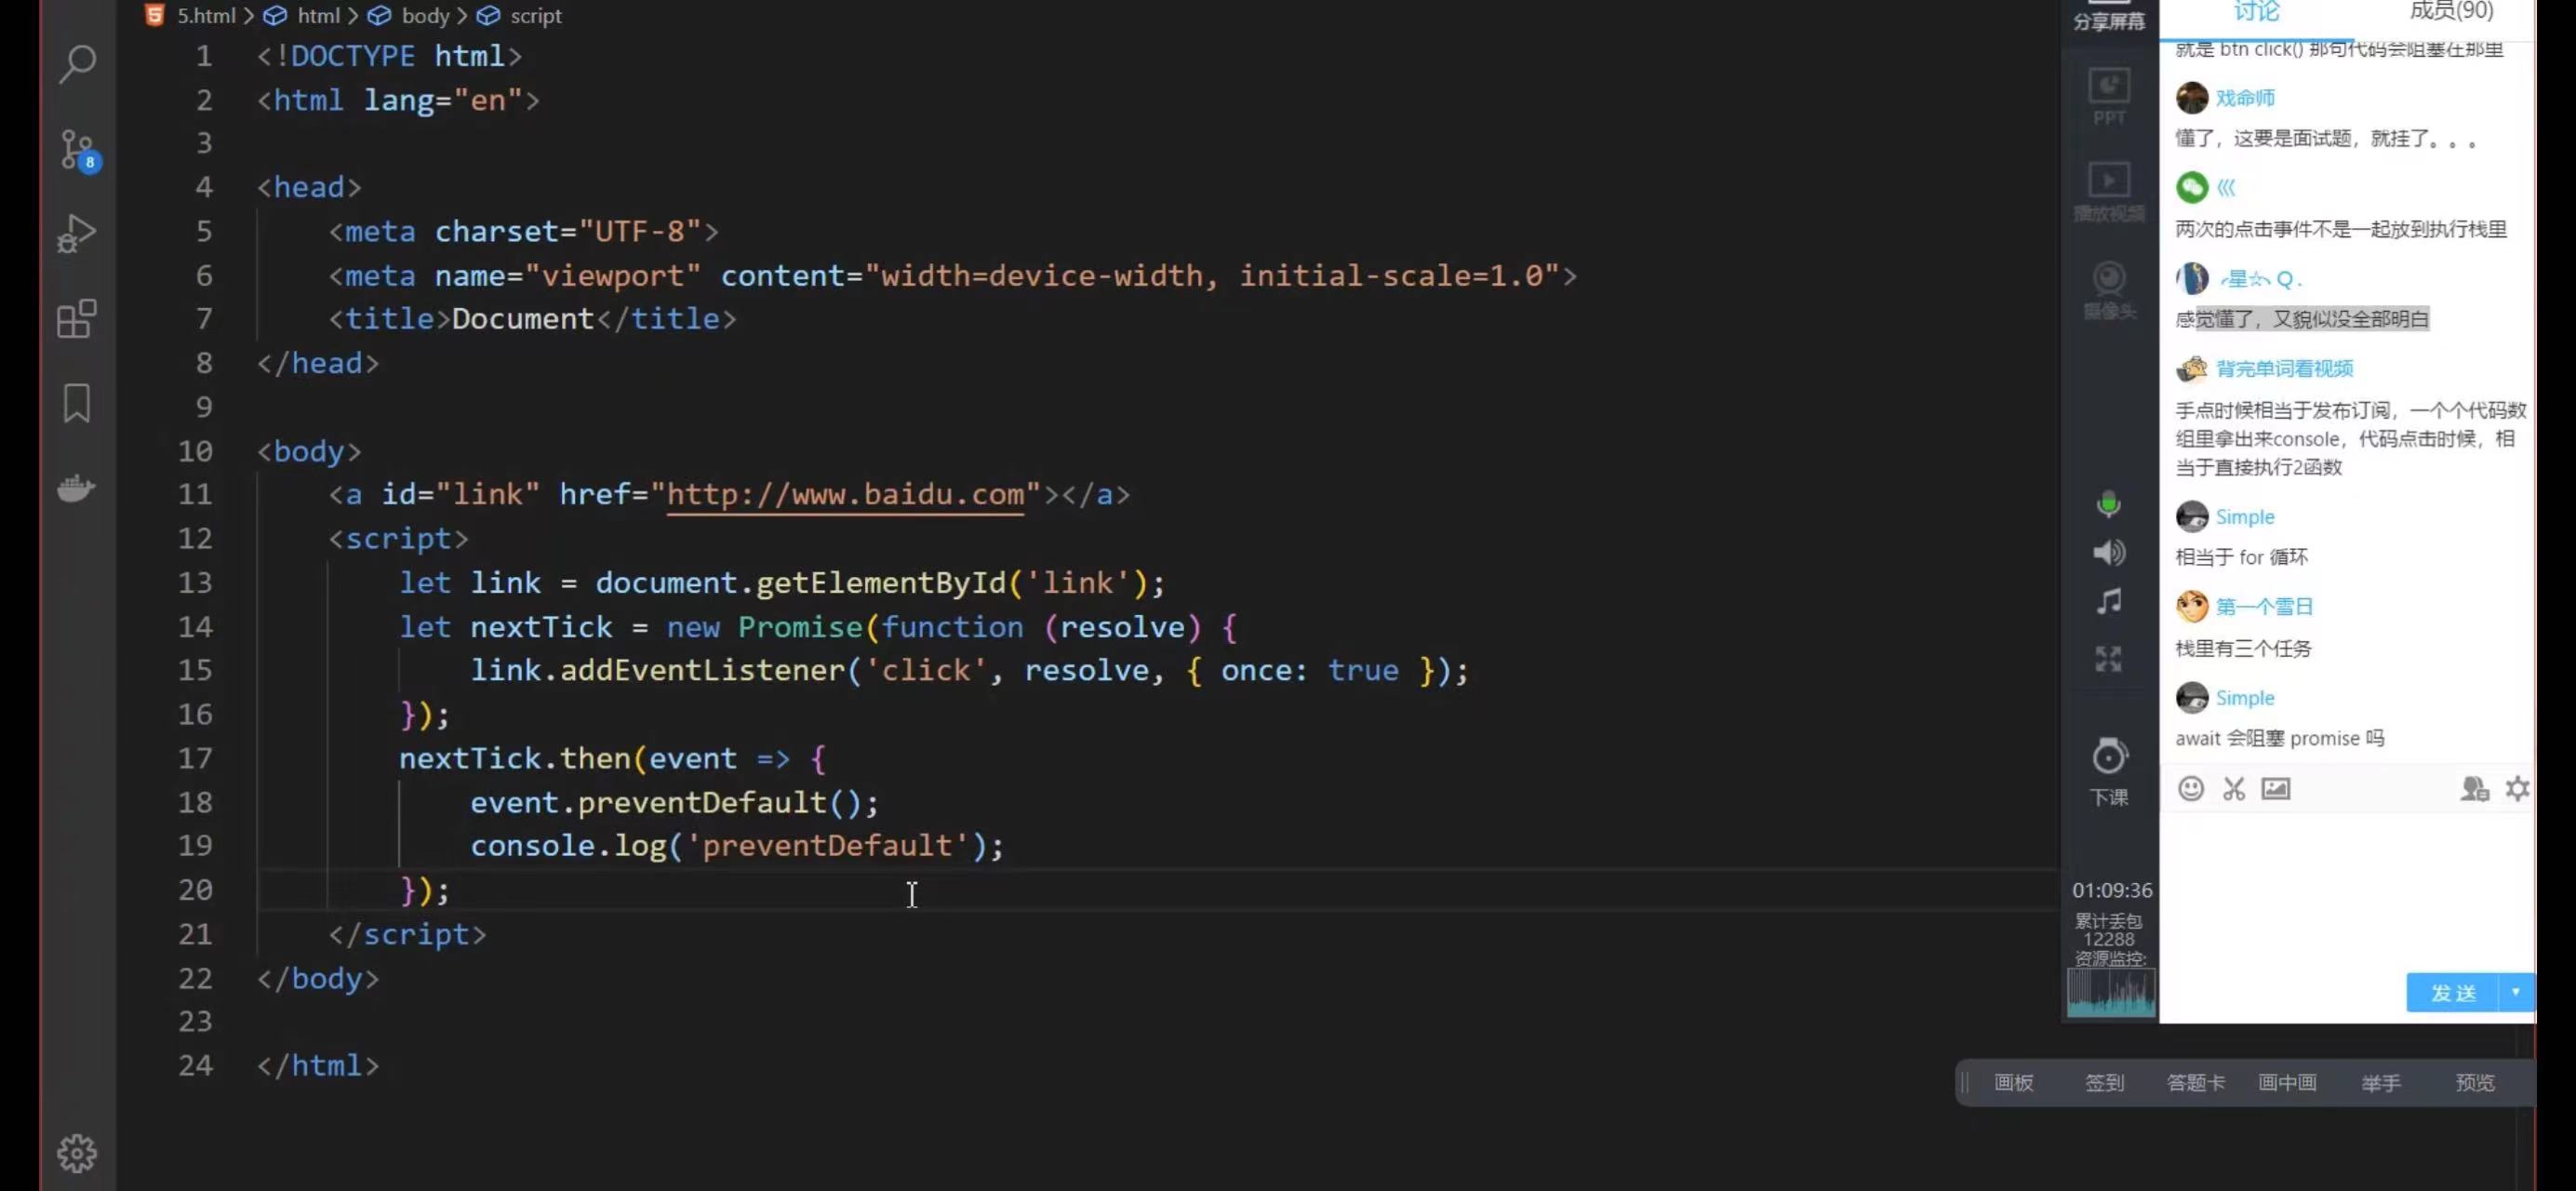 5.html > html > body > script
1 <!DOCTYPE html>
2 <html lang="en">
3
4 <head>
5     <meta charset="UTF-8">
6     <meta name="viewport" content="width=device-width, initial-scale=1.0">
7     <title>Document</title>
8 </head>
9
10 <body>
11     <a id="link" href="http://www.baidu.com"></a>
12     <script>
13         let link = document.getElementById('link');
14         let nextTick = new Promise(function (resolve) {
15             link.addEventListener('click', resolve, { once: true });
16         });
17         nextTick.then(event => {
18             event.preventDefault();
19             console.log('preventDefault');
20         });
21     </script>
22 </body>
23
24 </html>
8
分享屏幕
PPT
播放视频
摄像头
下课
01:09:36
累计丢包
12288
资源监控:
讨论
成员(90)
就是 btn click() 那句代码会阻塞在那里
戏命师
懂了，这要是面试题，就挂了。。。
巛
两次的点击事件不是一起放到执行栈里
星☆ Q .
感觉懂了，又貌似没全部明白
背完单词看视频
手点时候相当于发布订阅，一个个代码数
组里拿出来console，代码点击时候，相
当于直接执行2函数
Simple
相当于 for 循环
第一个雪日
栈里有三个任务
Simple
await 会阻塞 promise 吗
发送
画板
签到
答题卡
画中画
举手
预览